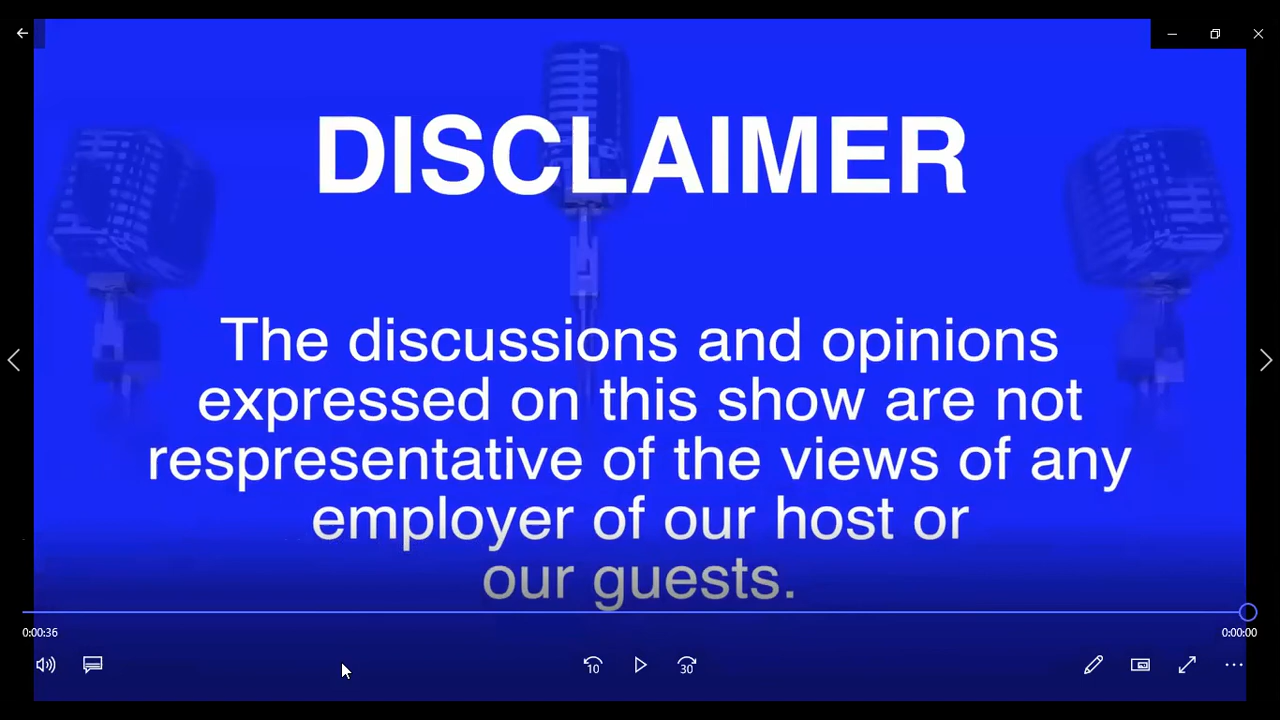 DISCLAIMER
The discussions and opinions
expressed on this show are not
respresentative of the views of any
employer of our host or
our guests.
0:00:36
0:00:00
10
30